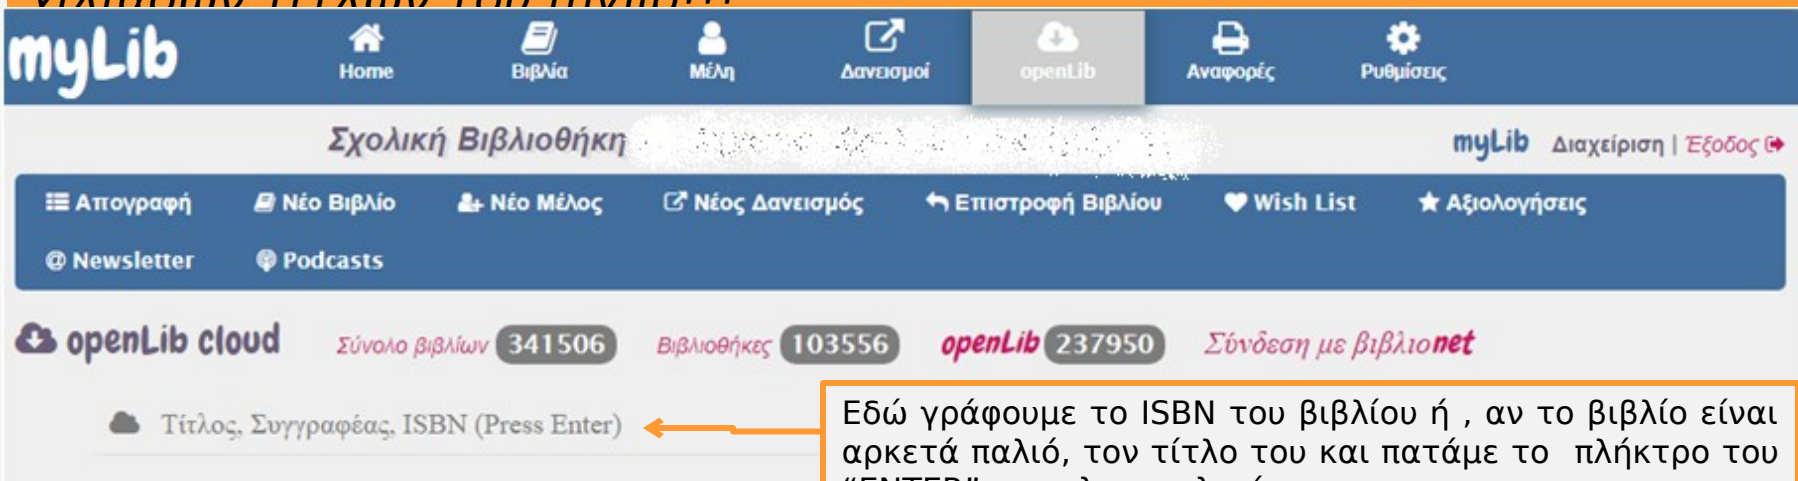 myLib
Home Βιβλία Μέλη Δανεισμοί openLib Αναφορές Ρυθμίσεις
Σχολική Βιβλιοθήκη
myLib Διαχείριση | Έξοδος
Απογραφή Νέο Βιβλίο Νέο Μέλος Νέος Δανεισμός Επιστροφή Βιβλίου Wish List Αξιολογήσεις
@ Newsletter Podcasts
openLib cloud Σύνολο βιβλίων 341506 Βιβλιοθήκες 103556 openLib 237950 Σύνδεση με βιβλιοnet
Τίτλος, Συγγραφέας, ISBN (Press Enter)
Εδώ γράφουμε το ISBN του βιβλίου ή , αν το βιβλίο είναι
αρκετά παλιό, τον τίτλο του και πατάμε το πλήκτρο του